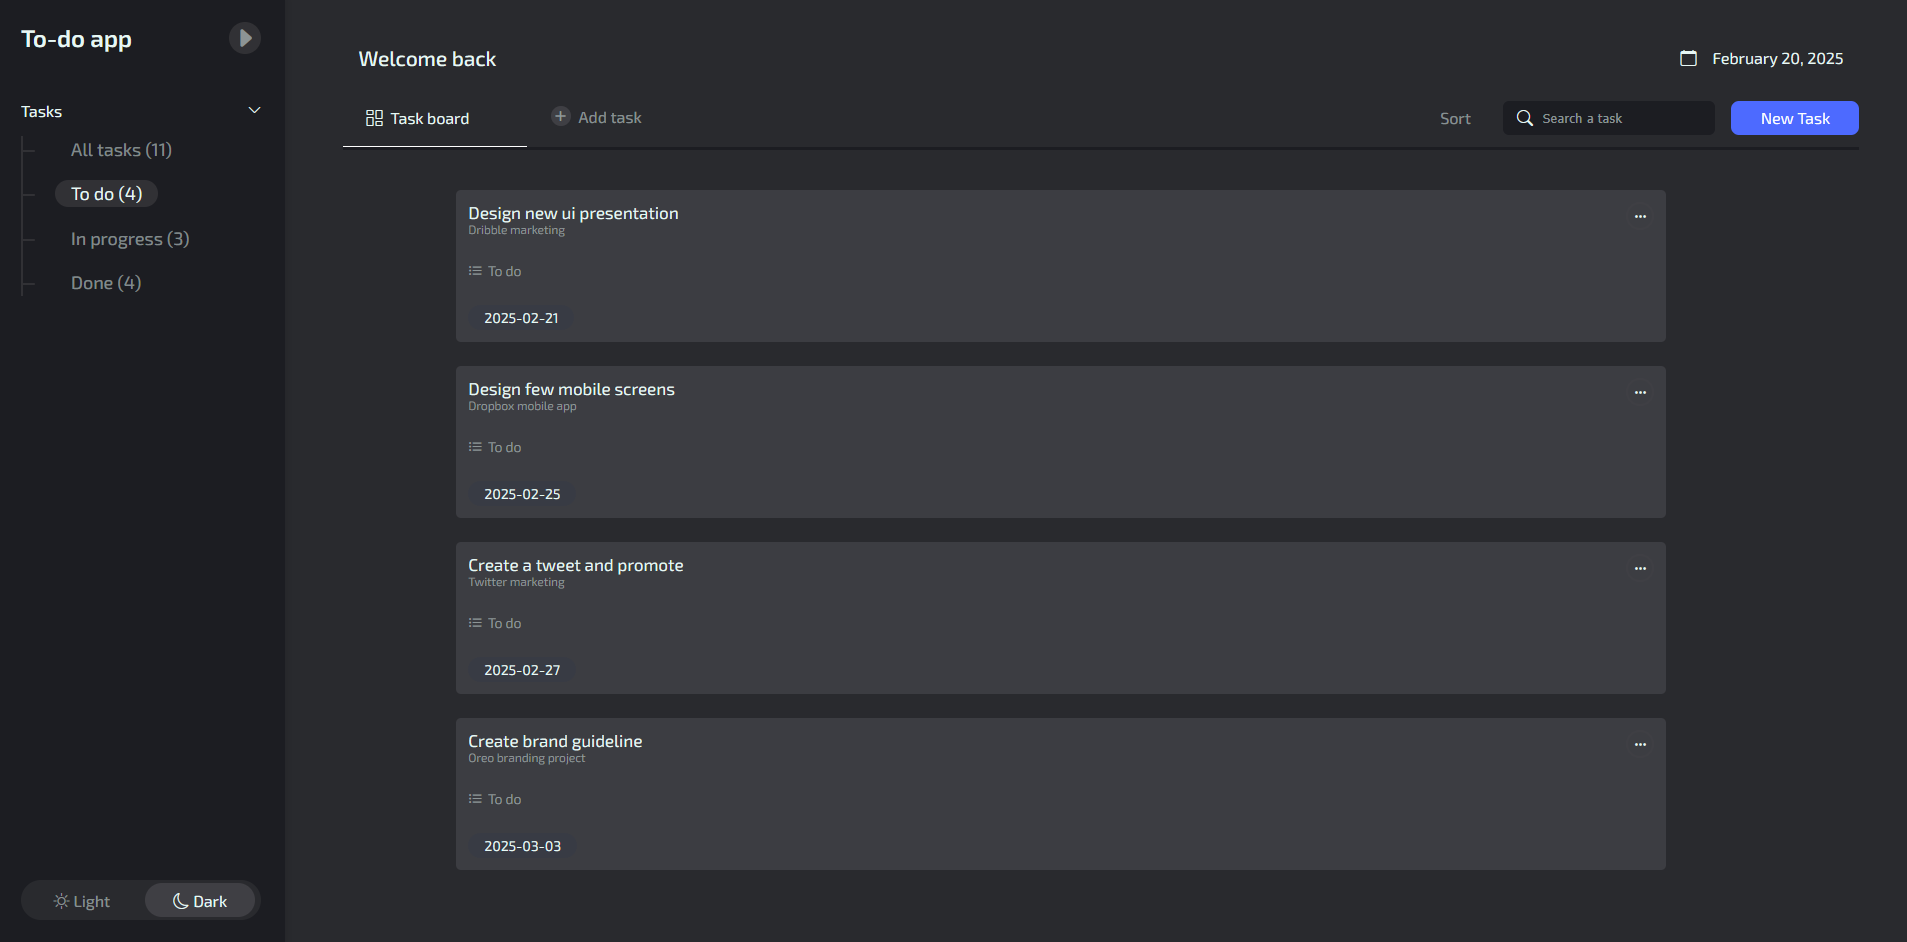 To-do app
Tasks
All tasks (11)
To do (4)
In progress (3)
Done (4)
Light
Dark
Welcome back
February 20, 2025
Task board
Add task
Sort
Search a task
New Task
Design new ui presentation
Dribble marketing
To do
2025-02-21
Design few mobile screens
Dropbox mobile app
To do
2025-02-25
Create a tweet and promote
Twitter marketing
To do
2025-02-27
Create brand guideline
Oreo branding project
To do
2025-03-03